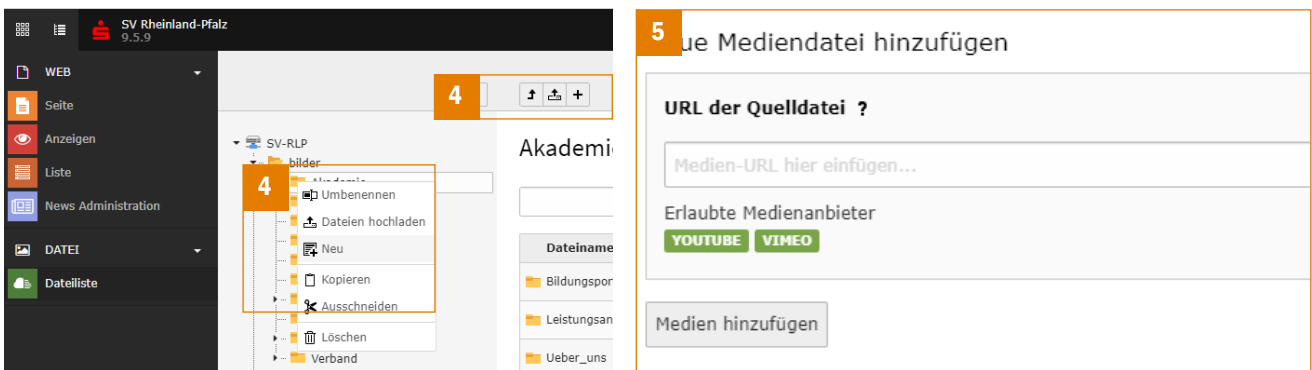 SV Rheinland-Pfalz
9.5.9
WEB
Seite
Anzeigen
Liste
News Administration
DATEI
Dateiliste
4
SV-RLP
bilder
Akademie
4
Umbenennen
Dateien hochladen
Neu
Kopieren
Ausschneiden
Löschen
Verband
Akademi
Dateiname
Bildungspor
Leistungsan
Ueber_uns
5
ue Mediendatei hinzufügen
URL der Quelldatei ?
Medien-URL hier einfügen...
Erlaubte Medienanbieter
YOUTUBE VIMEO
Medien hinzufügen